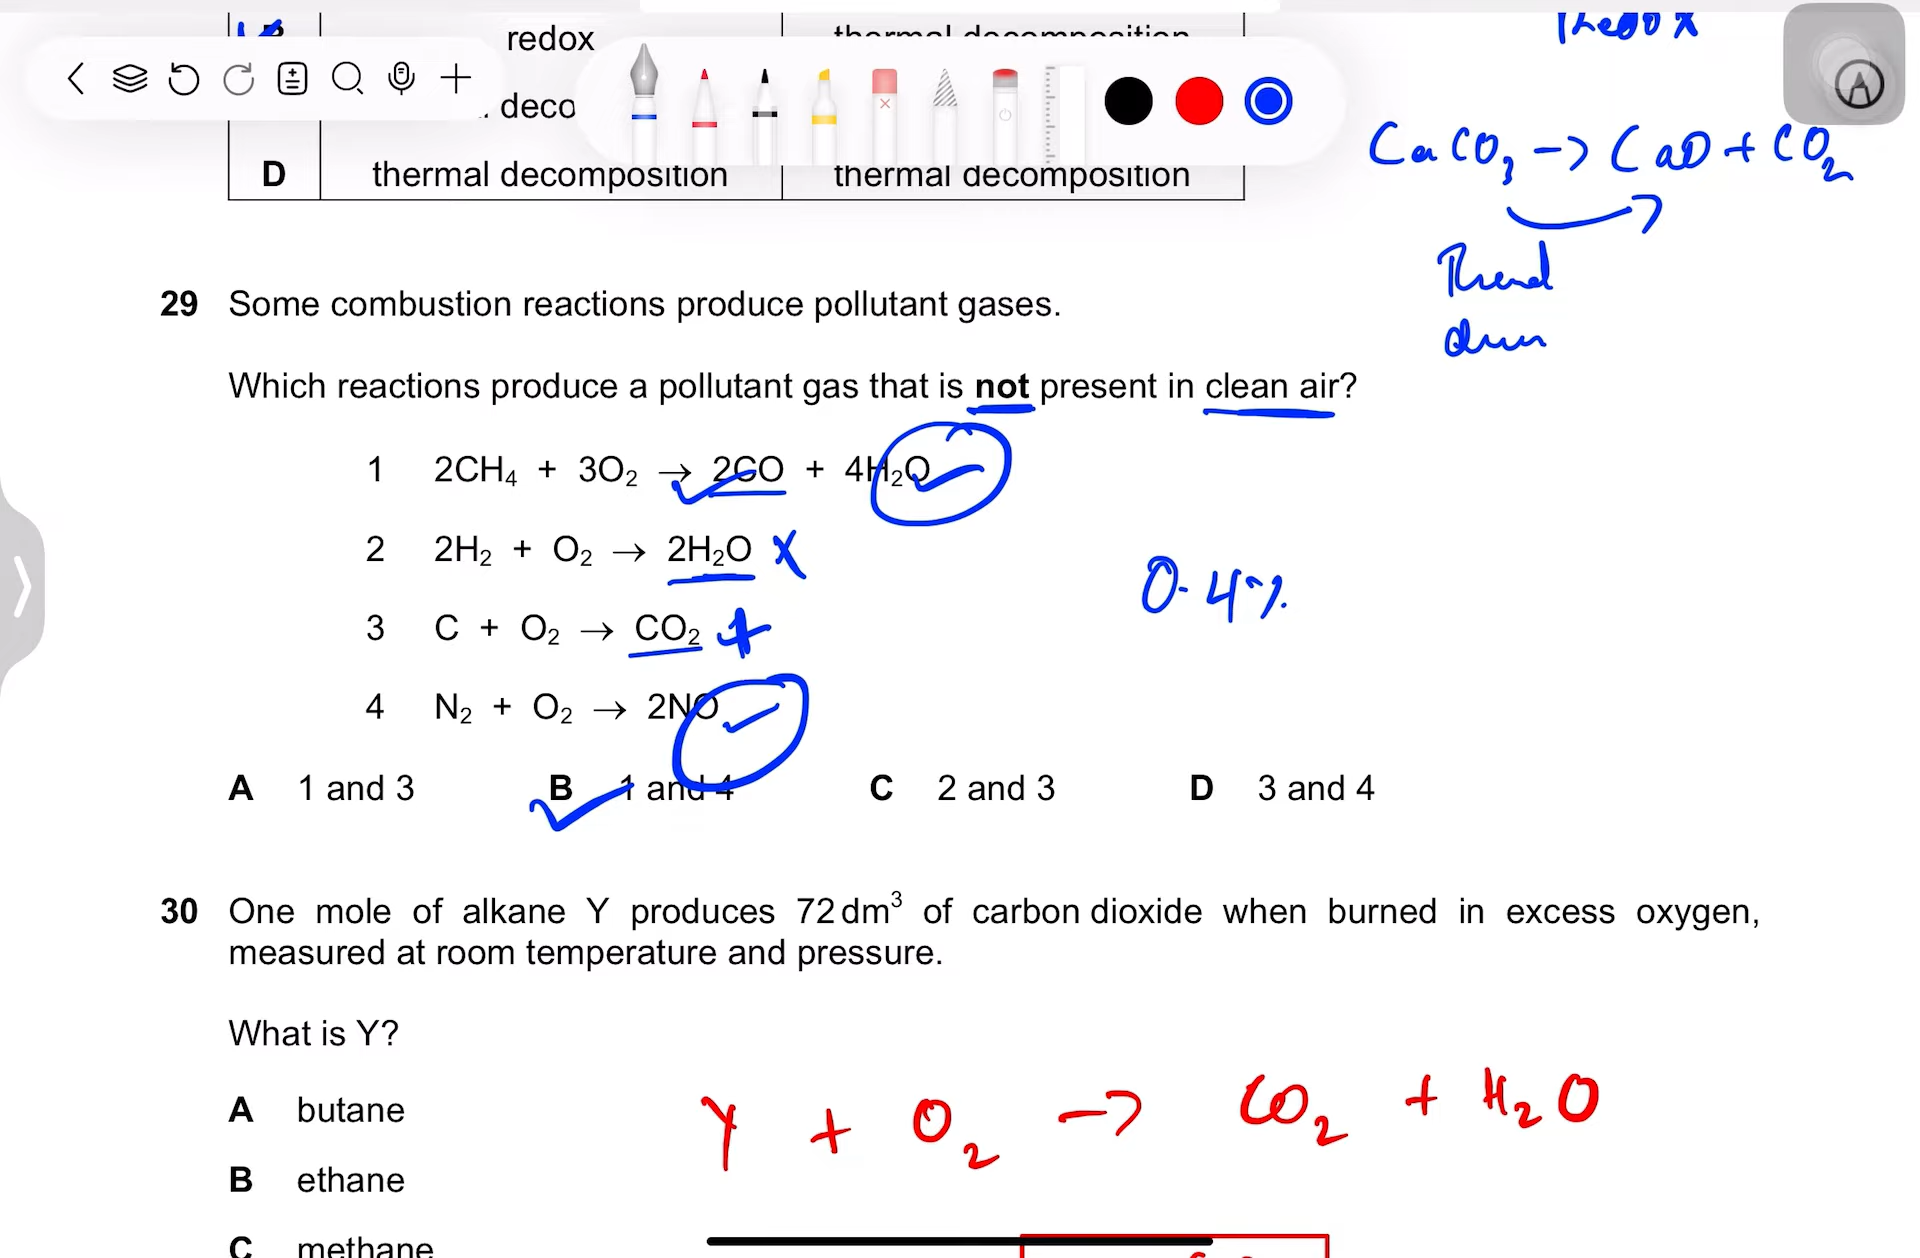 redox
thermal decomposition
Redox
deco
D thermal decomposition thermal decomposition
CaCO3 -> CaO + CO2
29 Some combustion reactions produce pollutant gases.
Which reactions produce a pollutant gas that is not present in clean air?
1 2CH4 + 3O2 → 2CO + 4H2O
2 2H2 + O2 → 2H2O X
0.4%
3 C + O2 → CO2
4 N2 + O2 → 2NO
A 1 and 3 B 1 and 4 C 2 and 3 D 3 and 4
30 One mole of alkane Y produces 72 dm3 of carbon dioxide when burned in excess oxygen,
measured at room temperature and pressure.
What is Y?
A butane
Y + O2 -> CO2 + H2O
B ethane
C methane